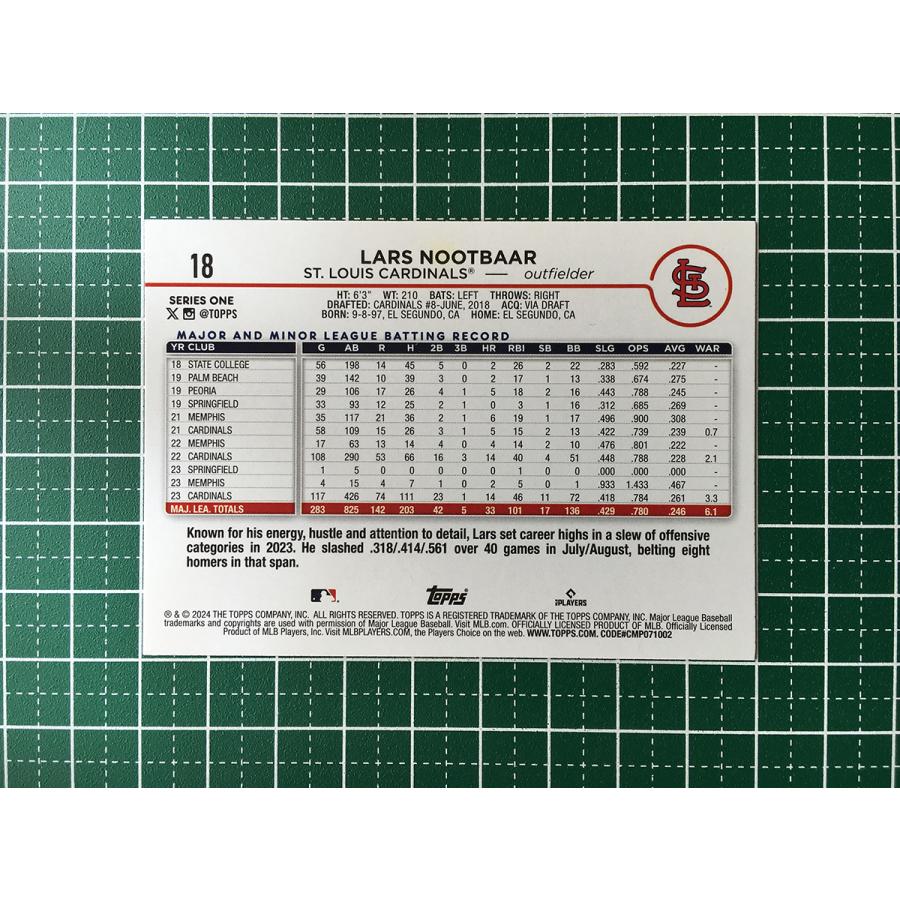 18
LARS NOOTBAAR
ST. LOUIS CARDINALS® — outfielder
SERIES ONE
@TOPPS
HT: 6'3" WT: 210 BATS: LEFT THROWS: RIGHT
DRAFTED: CARDINALS #8-JUNE, 2018 ACQ: VIA DRAFT
BORN: 9-8-97, EL SEGUNDO, CA HOME: EL SEGUNDO, CA
MAJOR AND MINOR LEAGUE BATTING RECORD
YR CLUB G AB R H 2B 3B HR RBI SB BB SLG OPS AVG WAR
18 STATE COLLEGE 56 198 14 45 5 0 2 26 2 22 .283 .592 .227 -
19 PALM BEACH 39 142 10 39 3 0 2 17 1 13 .338 .674 .275 -
19 PEORIA 29 106 17 26 4 1 5 18 2 16 .443 .788 .245 -
19 SPRINGFIELD 33 93 12 25 2 1 0 3 1 16 .312 .685 .269 -
21 MEMPHIS 35 117 21 36 2 1 6 19 1 17 .496 .900 .308 -
21 CARDINALS 58 109 15 26 3 1 5 15 2 13 .422 .739 .239 0.7
22 MEMPHIS 17 63 13 14 4 0 4 14 2 10 .476 .801 .222 -
22 CARDINALS 108 290 53 66 16 3 14 40 4 51 .448 .788 .228 2.1
23 SPRINGFIELD 1 5 0 0 0 0 0 0 0 0 .000 .000 .000 -
23 MEMPHIS 4 15 4 7 1 0 2 5 0 1 .933 1.433 .467 -
23 CARDINALS 117 426 74 111 23 1 14 46 11 72 .418 .784 .261 3.3
MAJ. LEA. TOTALS 283 825 142 203 42 5 33 101 17 136 .429 .780 .246 6.1
Known for his energy, hustle and attention to detail, Lars set career highs in a slew of offensive
categories in 2023. He slashed .318/.414/.561 over 40 games in July/August, belting eight
homers in that span.
topps
PLAYERS
® & © 2024 THE TOPPS COMPANY, INC. ALL RIGHTS RESERVED. TOPPS IS A REGISTERED TRADEMARK OF THE TOPPS COMPANY, INC. Major League Baseball
trademarks and copyrights are used with permission of Major League Baseball. Visit MLB.com. OFFICIALLY LICENSED PRODUCT OF MLB. Officially Licensed
Product of MLB Players, Inc. Visit MLBPLAYERS.COM, the Players Choice on the web. WWW.TOPPS.COM. CODE#CMP071002